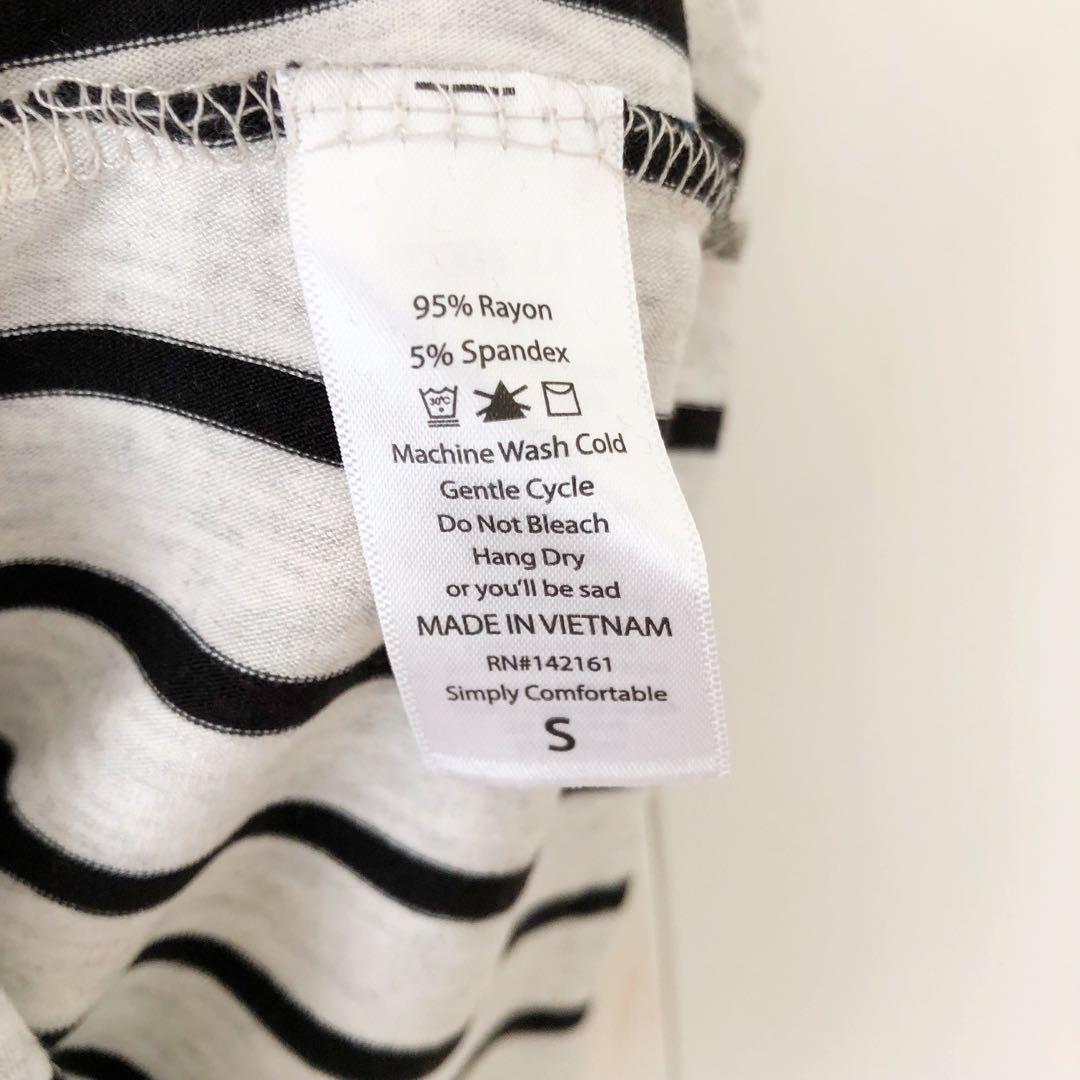 95% Rayon
5% Spandex
30°C
Machine Wash Cold
Gentle Cycle
Do Not Bleach
Hang Dry
or you'll be sad
MADE IN VIETNAM
RN#142161
Simply Comfortable
S